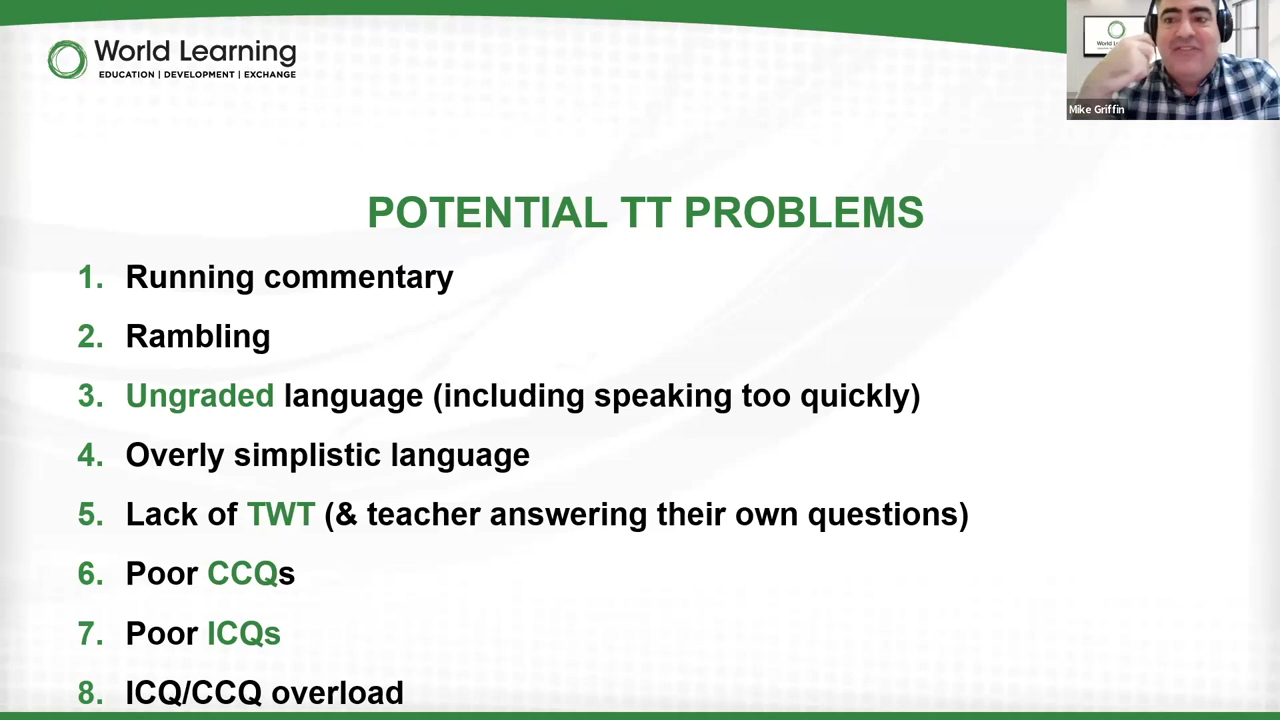 World Learning
EDUCATION | DEVELOPMENT | EXCHANGE
Mike Griffin
POTENTIAL TT PROBLEMS
1. Running commentary
2. Rambling
3. Ungraded language (including speaking too quickly)
4. Overly simplistic language
5. Lack of TWT (& teacher answering their own questions)
6. Poor CCQs
7. Poor ICQs
8. ICQ/CCQ overload